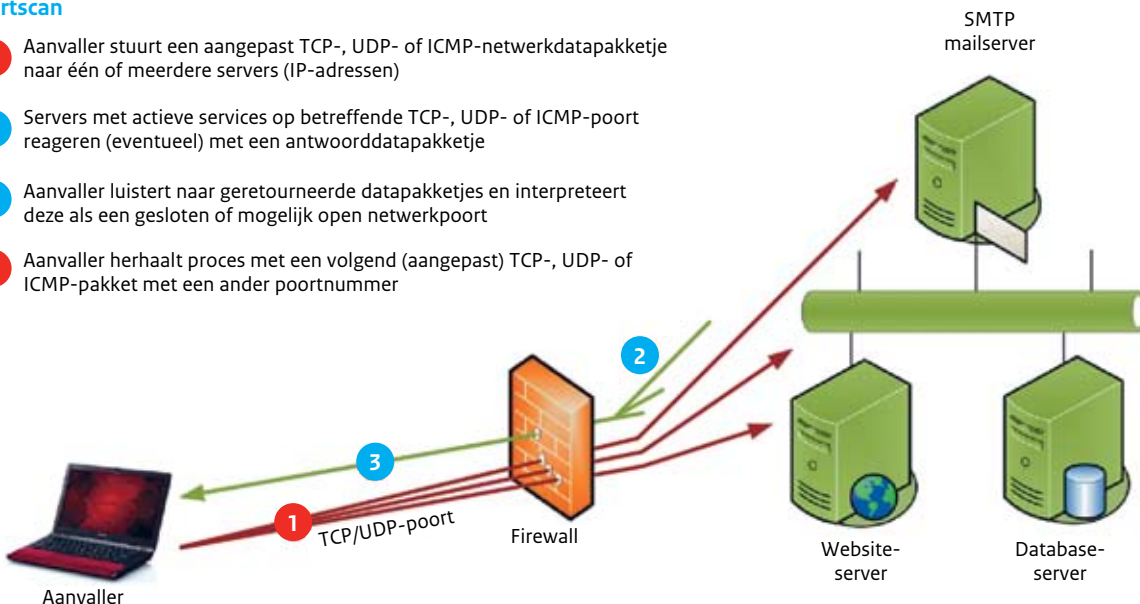 rtscan
Aanvaller stuurt een aangepast TCP-, UDP- of ICMP-netwerkdatapakketje
naar één of meerdere servers (IP-adressen)
Servers met actieve services op betreffende TCP-, UDP- of ICMP-poort
reageren (eventueel) met een antwoorddatapakketje
Aanvaller luistert naar geretourneerde datapakketjes en interpreteert
deze als een gesloten of mogelijk open netwerkpoort
Aanvaller herhaalt proces met een volgend (aangepast) TCP-, UDP- of
ICMP-pakket met een ander poortnummer
SMTP
mailserver
2
3
1
TCP/UDP-poort
Firewall
Aanvaller
Website-
server
Database-
server